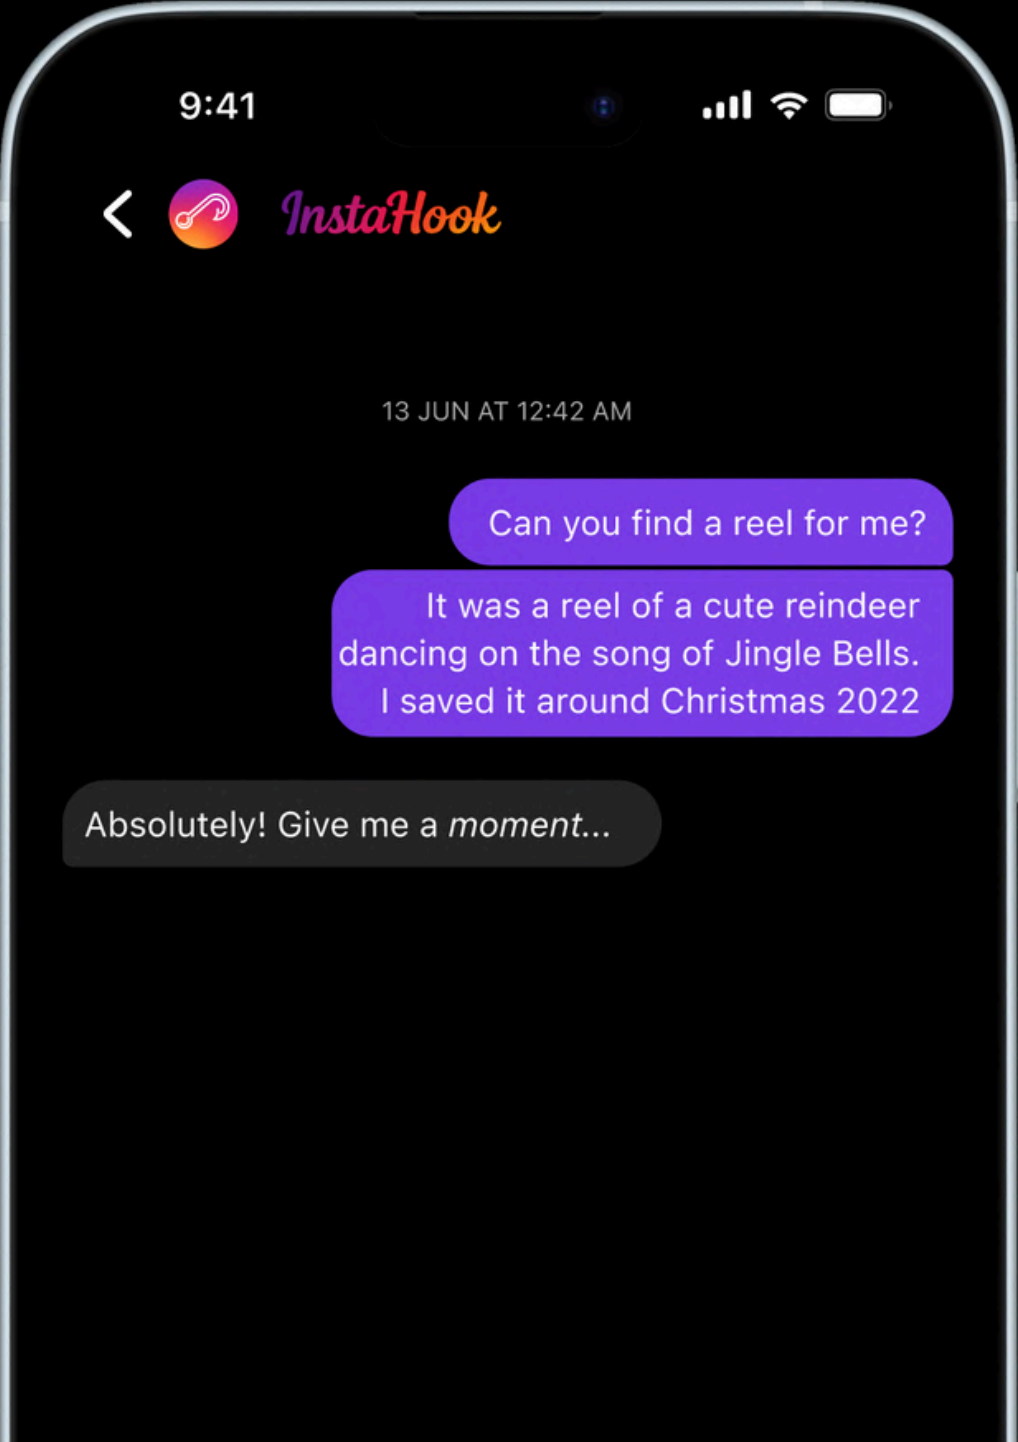 9:41
InstaHook
13 JUN AT 12:42 AM
Can you find a reel for me?
It was a reel of a cute reindeer
dancing on the song of Jingle Bells.
I saved it around Christmas 2022
Absolutely! Give me a moment...